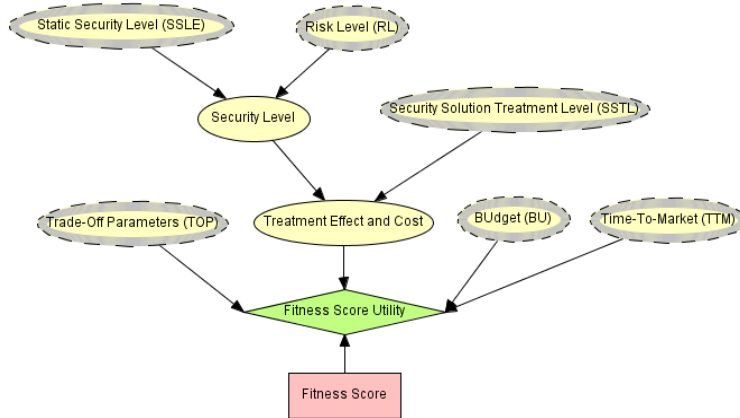 Static Security Level (SSLE)
Risk Level (RL)
Security Solution Treatment Level (SSTL)
Security Level
Trade-Off Parameters (TOP)
Treatment Effect and Cost
BUdget (BU)
Time-To-Market (TTM)
Fitness Score Utility
Fitness Score